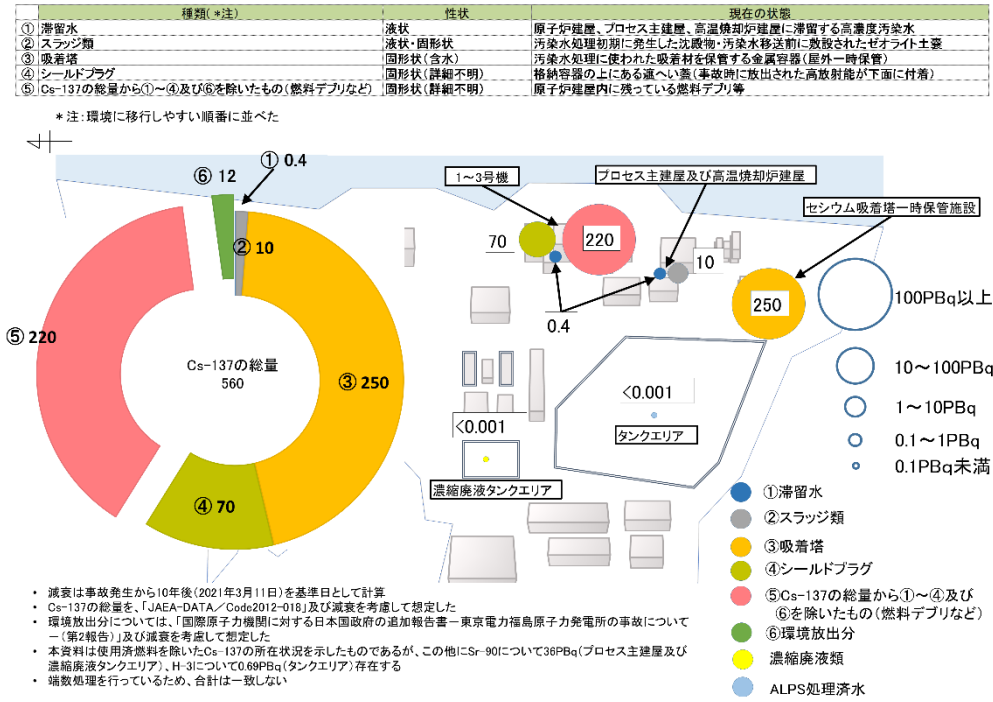 種類(*注) 性状 現在の状態
① 滞留水 液状 原子炉建屋、プロセス主建屋、高温焼却炉建屋に滞留する高濃度汚染水
② スラッジ類 液状・固形状 汚染水処理初期に発生した沈殿物・汚染水移送前に敷設されたゼオライト土嚢
③ 吸着塔 固形状(含水) 汚染水処理に使われた吸着材を保管する金属容器(屋外一時保管)
④ シールドプラグ 固形状(詳細不明) 格納容器の上にある遮へい蓋(事故時に放出された高放射能が下面に付着)
⑤ Cs-137の総量から①~④及び⑥を除いたもの(燃料デブリなど) 固形状(詳細不明) 原子炉建屋内に残っている燃料デブリ等
*注:環境に移行しやすい順番に並べた
① 0.4
⑥ 12
② 10
⑤ 220
③ 250
④ 70
Cs-137の総量
560
1~3号機
プロセス主建屋及び高温焼却炉建屋
セシウム吸着塔一時保管施設
70
220
10
250
0.4
<0.001
タンクエリア
<0.001
濃縮廃液タンクエリア
100PBq以上
10~100PBq
1~10PBq
0.1~1PBq
0.1PBq未満
①滞留水
②スラッジ類
③吸着塔
④シールドプラグ
⑤Cs-137の総量から①~④及び
⑥を除いたもの(燃料デブリなど)
⑥環境放出分
濃縮廃液類
ALPS処理済水
• 減衰は事故発生から10年後(2021年3月11日)を基準日として計算
• Cs-137の総量を、「JAEA-DATA/Code2012-018」及び減衰を考慮して想定した
• 環境放出分については、「国際原子力機関に対する日本国政府の追加報告書-東京電力福島原子力発電所の事故について
-(第2報告)」及び減衰を考慮して想定した
• 本資料は使用済燃料を除いたCs-137の所在状況を示したものであるが、この他にSr-90について36PBq(プロセス主建屋及び
濃縮廃液タンクエリア)、H-3について0.69PBq(タンクエリア)存在する
• 端数処理を行っているため、合計は一致しない